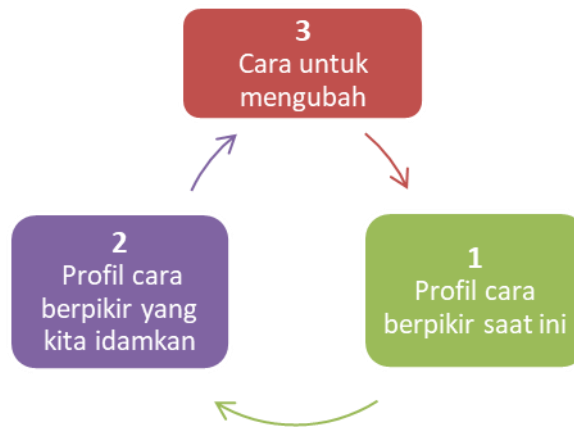 3
Cara untuk
mengubah
2
Profil cara
berpikir yang
kita idamkan
1
Profil cara
berpikir saat ini